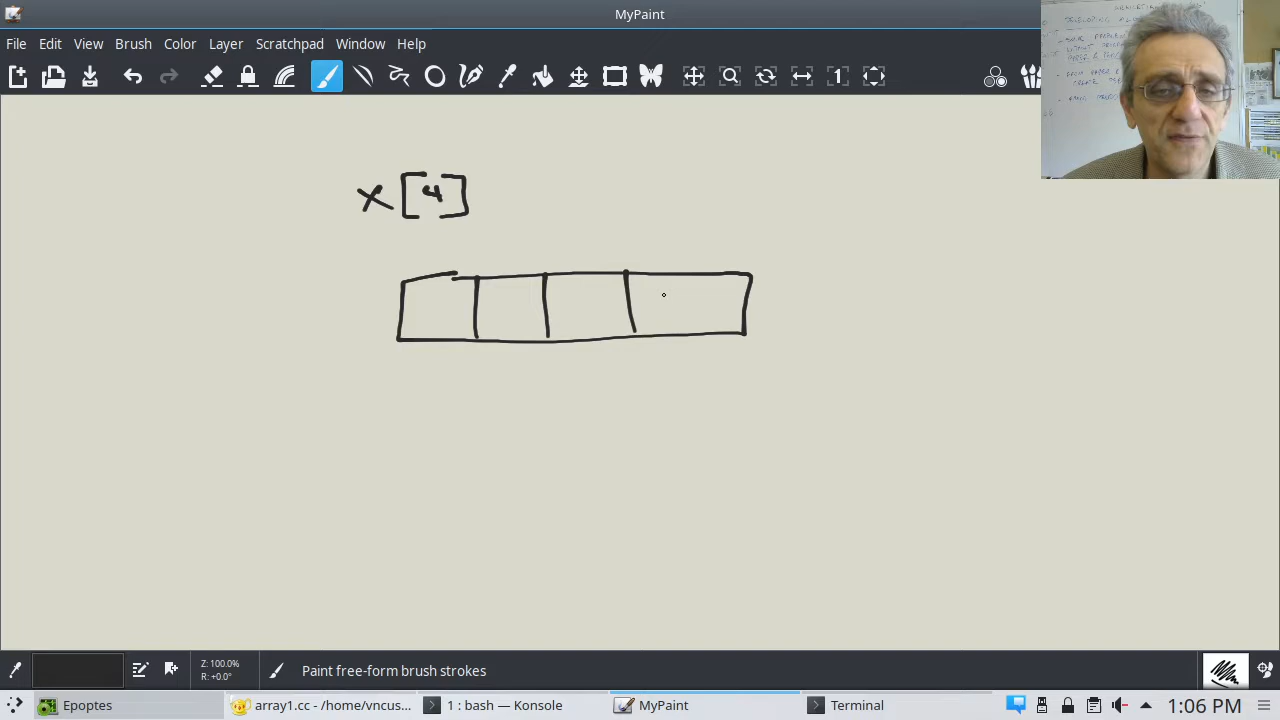 MyPaint
File Edit View Brush Color Layer Scratchpad Window Help
x[4]
Z: 100.0%
R: +0.0°
Paint free-form brush strokes
Epoptes
array1.cc - /home/vncus...
1 : bash — Konsole
MyPaint
Terminal
1:06 PM